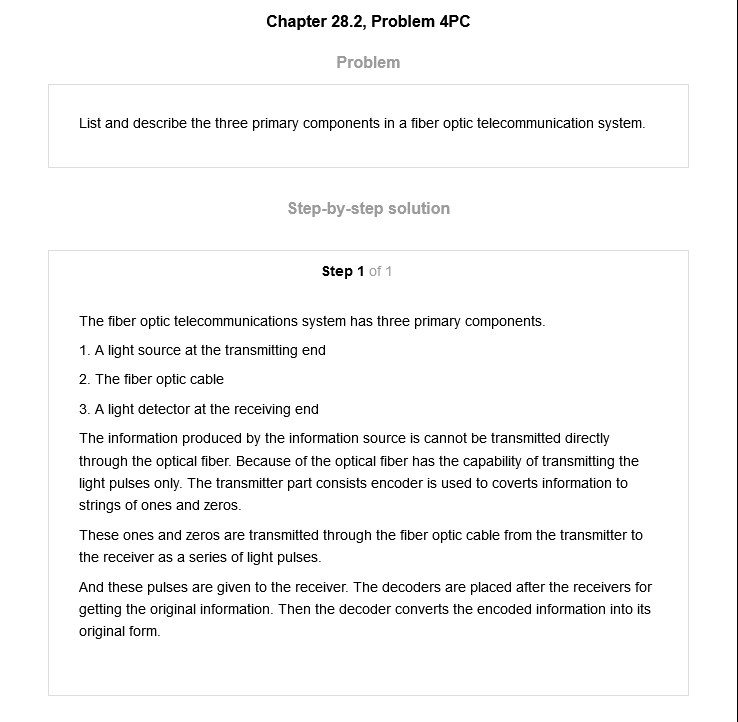 Chapter 28.2, Problem 4PC
Problem
List and describe the three primary components in a fiber optic telecommunication system.
Step-by-step solution
Step 1 of 1
The fiber optic telecommunications system has three primary components.
1. A light source at the transmitting end
2. The fiber optic cable
3. A light detector at the receiving end
The information produced by the information source is cannot be transmitted directly
through the optical fiber. Because of the optical fiber has the capability of transmitting the
light pulses only. The transmitter part consists encoder is used to coverts information to
strings of ones and zeros.
These ones and zeros are transmitted through the fiber optic cable from the transmitter to
the receiver as a series of light pulses.
And these pulses are given to the receiver. The decoders are placed after the receivers for
getting the original information. Then the decoder converts the encoded information into its
original form.